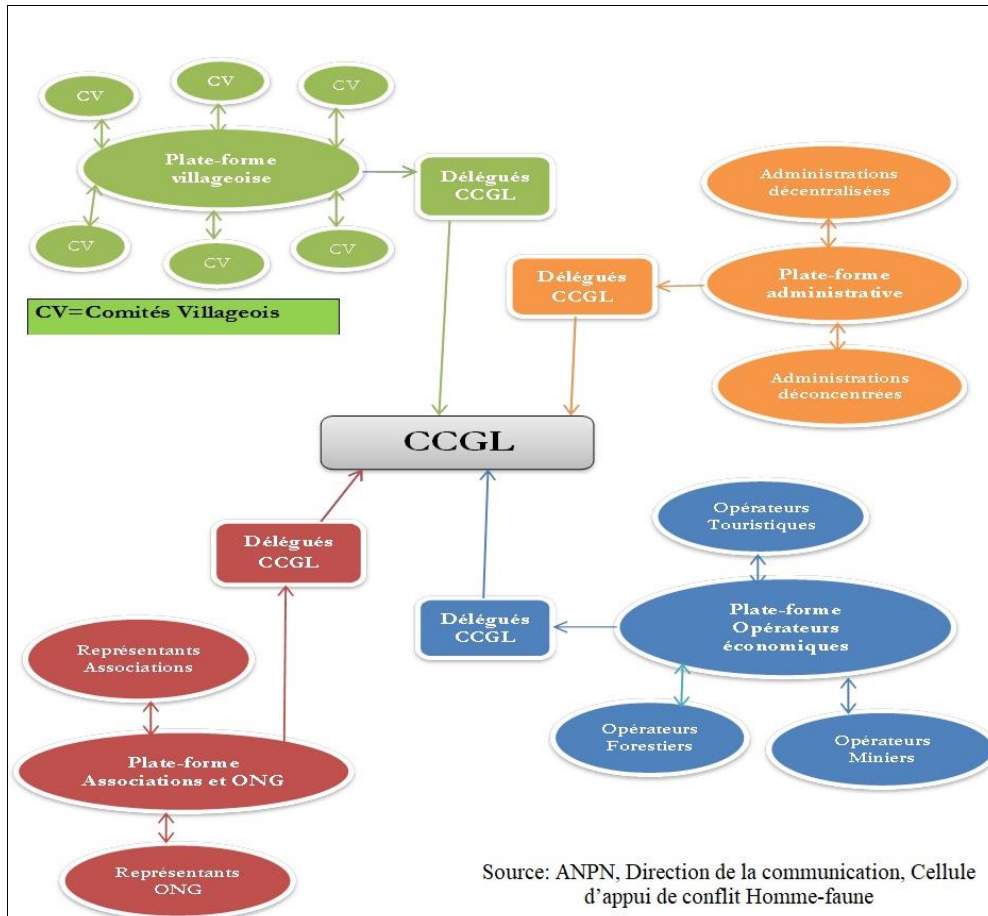 CV
CV
CV
Plate-forme
villageoise
Délégués
CCGL
CV
CV
CV
CV=Comités Villageois
Administrations
décentralisées
Plate-forme
administrative
Délégués
CCGL
Administrations
déconcentrées
CCGL
Opérateurs
Touristiques
Plate-forme
Opérateurs
économiques
Délégués
CCGL
Opérateurs
Forestiers
Opérateurs
Miniers
Délégués
CCGL
Représentants
Associations
Plate-forme
Associations et ONG
Représentants
ONG
Source: ANPN, Direction de la communication, Cellule
d’appui de conflit Homme-faune